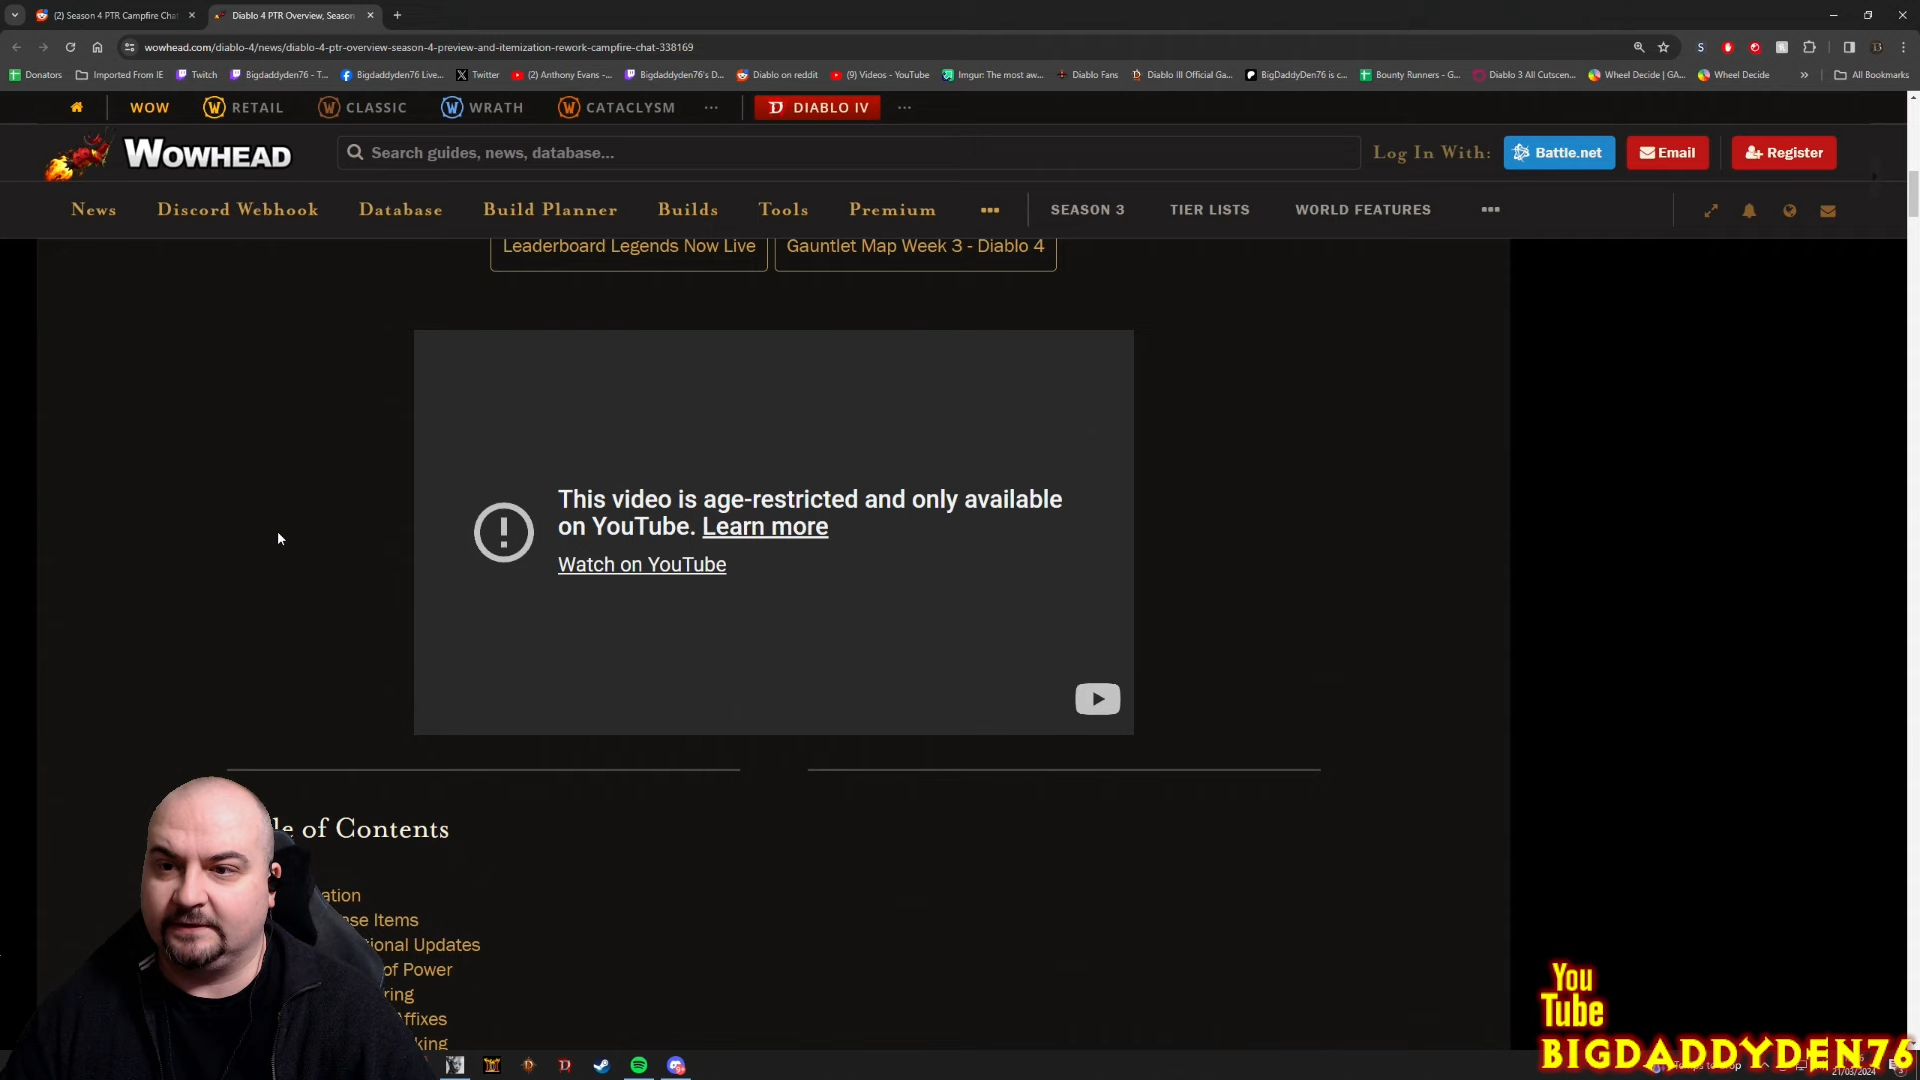 (2) Season 4 PTR Campfire Chat
Diablo 4 PTR Overview, Season
wowhead.com/diablo-4/news/diablo-4-ptr-overview-season-4-preview-and-itemization-rework-campfire-chat-338169
Donators
Imported From IE
Twitch
Bigdaddyden76 - T...
Bigdaddyden76 Live...
Twitter
(2) Anthony Evans -...
Bigdaddyden76's D...
Diablo on reddit
(9) Videos - YouTube
Imgur: The most aw...
Diablo Fans
Diablo III Official Ga...
BigDaddyDen76 is c...
Bounty Runners - G...
Diablo 3 All Cutscen...
Wheel Decide | GA...
Wheel Decide
»
All Bookmarks
WOW
RETAIL
CLASSIC
WRATH
CATACLYSM
DIABLO IV
WOWHEAD
Search guides, news, database...
Log In With:
Battle.net
Email
Register
News
Discord Webhook
Database
Build Planner
Builds
Tools
Premium
SEASON 3
TIER LISTS
WORLD FEATURES
Leaderboard Legends Now Live
Gauntlet Map Week 3 - Diablo 4
This video is age-restricted and only available
on YouTube. Learn more
Watch on YouTube
le of Contents
ation
ase Items
tional Updates
of Power
ring
Affixes
king
You
Tube
BIGDADDYDEN76
21/03/2024